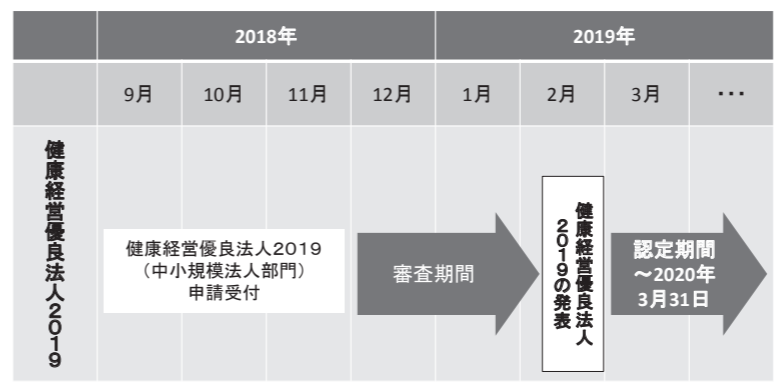 2018年
2019年
9月
10月
11月
12月
1月
2月
3月
・・・
健康経営優良法人2019
健康経営優良法人2019
（中小規模法人部門）
申請受付
審査期間
健康経営優良法人
2019の発表
認定期間
～2020年
3月31日